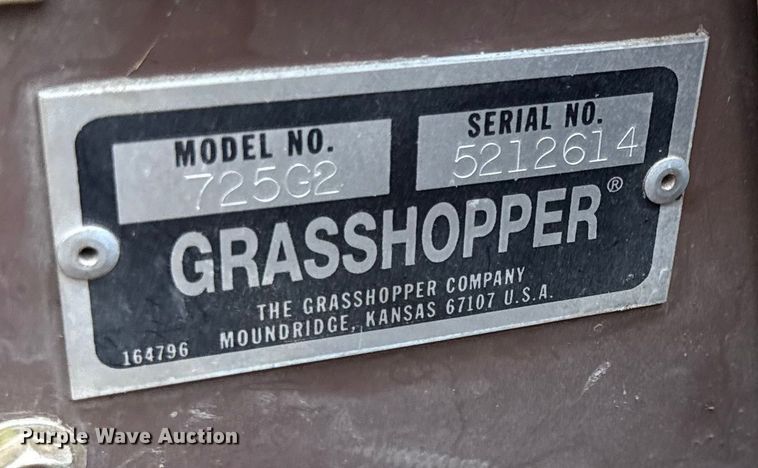 MODEL NO.
725G2
SERIAL NO.
5212614
GRASSHOPPER®
THE GRASSHOPPER COMPANY
MOUNDRIDGE, KANSAS 67107 U.S.A.
164796
Purple Wave Auction